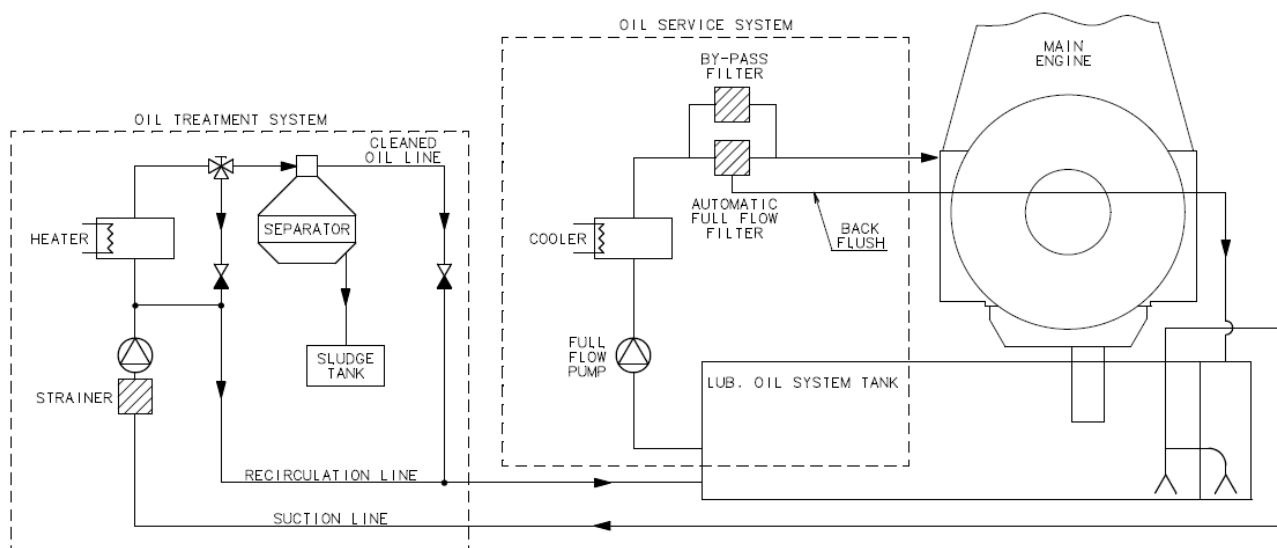 OIL SERVICE SYSTEM
BY-PASS
FILTER
MAIN
ENGINE
OIL TREATMENT SYSTEM
CLEANED
OIL LINE
HEATER
SEPARATOR
COOLER
AUTOMATIC
FULL FLOW
FILTER
BACK
FLUSH
SLUDGE
TANK
FULL
FLOW
PUMP
STRAINER
LUB. OIL SYSTEM TANK
RECIRCULATION LINE
SUCTION LINE